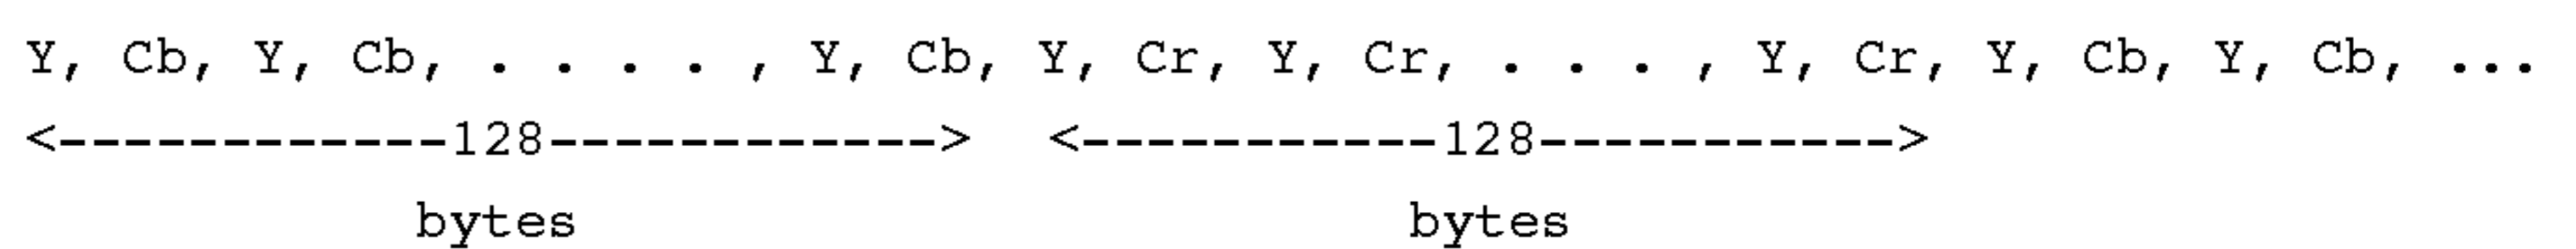 Y, Cb, Y, Cb, . . . . , Y, Cb, Y, Cr, Y, Cr, . . . , Y, Cr, Y, Cb, Y, Cb, ...
<------------128------------> <-----------128----------->
bytes bytes